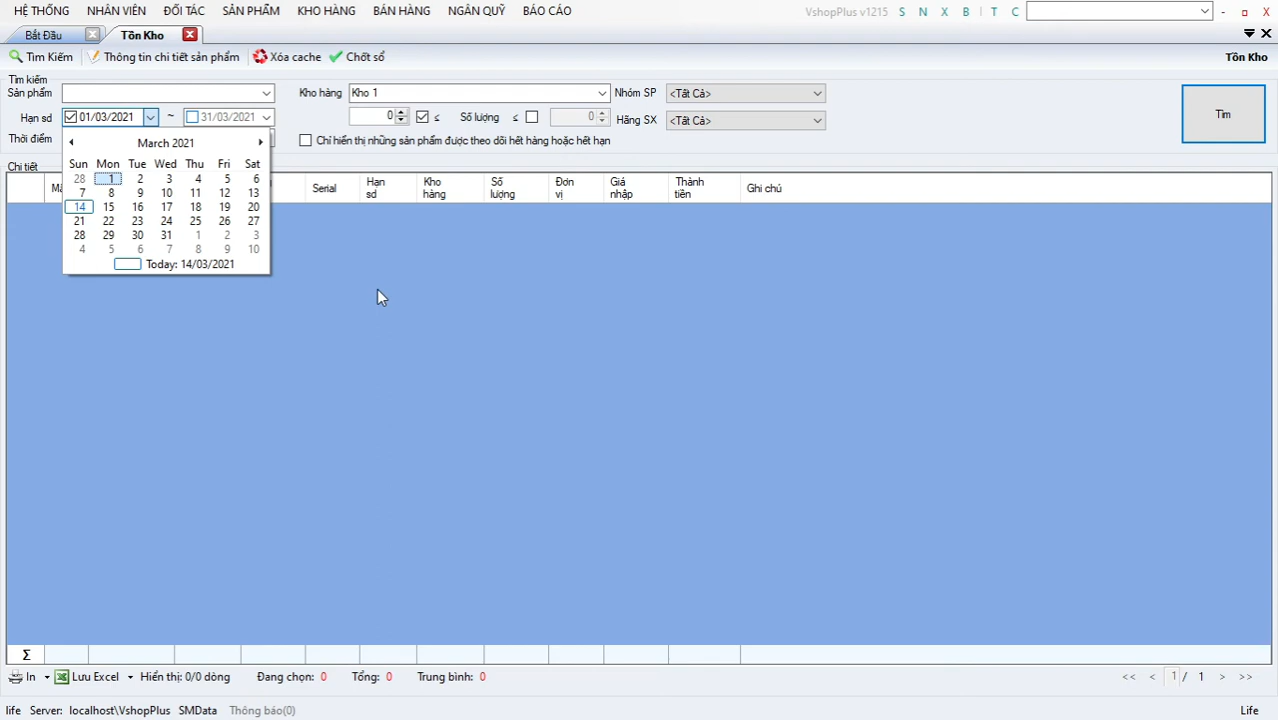 HỆ THỐNG NHÂN VIÊN ĐỐI TÁC SẢN PHẨM KHO HÀNG BÁN HÀNG NGÂN QUỸ BÁO CÁO VshopPlus v1215 S N X B T C - X
Bắt Đầu Tồn Kho
Tìm Kiếm Thông tin chi tiết sản phẩm Xóa cache Chốt sổ Tồn Kho
Tìm kiếm
Sản phẩm Kho hàng Kho 1 Nhóm SP <Tất Cả> Tìm
Hạn sd 01/03/2021 ~ 31/03/2021 0 ≤ Số lượng ≤ 0 Hãng SX <Tất Cả>
Thời điểm Chỉ hiển thị những sản phẩm được theo dõi hết hàng hoặc hết hạn
March 2021
Sun Mon Tue Wed Thu Fri Sat
28 1 2 3 4 5 6
7 8 9 10 11 12 13
14 15 16 17 18 19 20
21 22 23 24 25 26 27
28 29 30 31 1 2 3
4 5 6 7 8 9 10
Today: 14/03/2021
Chi tiết
Serial Hạn sd Kho hàng Số lượng Đơn vị Giá nhập Thành tiền Ghi chú
Σ
In Lưu Excel Hiển thị: 0/0 dòng Đang chọn: 0 Tổng: 0 Trung bình: 0 << < 1 / 1 > >>
life Server: localhost\VshopPlus SMData Thông báo(0) Life